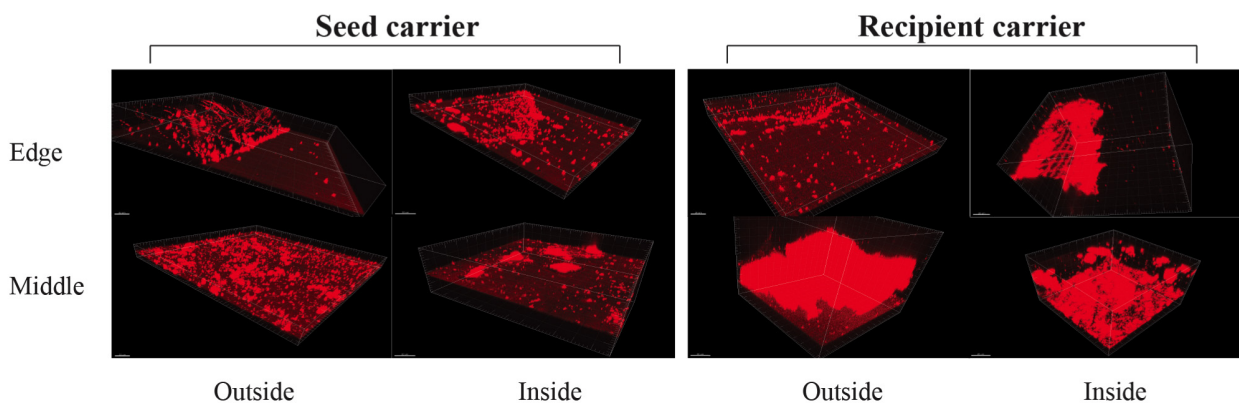 Seed carrier
Recipient carrier
Edge
Middle
Outside
Inside
Outside
Inside